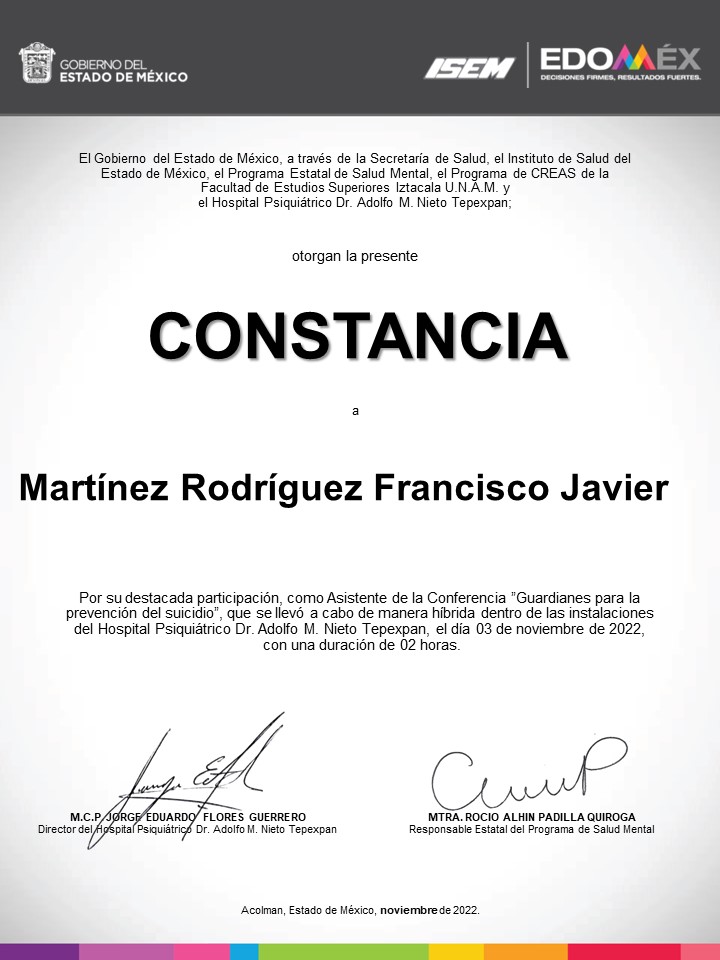 GOBIERNO DEL
ESTADO DE MÉXICO
ISEM
EDOMÉX
DECISIONES FIRMES, RESULTADOS FUERTES.
El Gobierno del Estado de México, a través de la Secretaría de Salud, el Instituto de Salud del
Estado de México, el Programa Estatal de Salud Mental, el Programa de CREAS de la
Facultad de Estudios Superiores Iztacala U.N.A.M. y
el Hospital Psiquiátrico Dr. Adolfo M. Nieto Tepexpan;
otorgan la presente
CONSTANCIA
a
Martínez Rodríguez Francisco Javier
Por su destacada participación, como Asistente de la Conferencia ”Guardianes para la
prevención del suicidio”, que se llevó a cabo de manera híbrida dentro de las instalaciones
del Hospital Psiquiátrico Dr. Adolfo M. Nieto Tepexpan, el día 03 de noviembre de 2022,
con una duración de 02 horas.
M.C.P. JORGE EDUARDO FLORES GUERRERO
Director del Hospital Psiquiátrico Dr. Adolfo M. Nieto Tepexpan
MTRA. ROCIO ALHIN PADILLA QUIROGA
Responsable Estatal del Programa de Salud Mental
Acolman, Estado de México, noviembre de 2022.